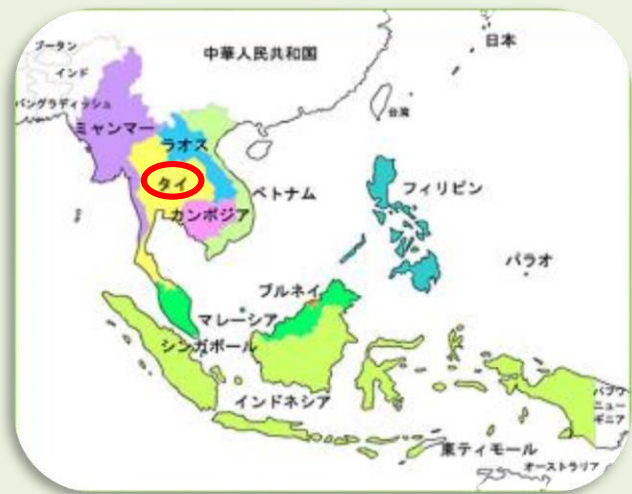 ブータン
中華人民共和国
日本
インド
バングラディッシュ
台湾
ミャンマー
ラオス
タイ
ベトナム
フィリピン
カンボジア
パラオ
ブルネイ
マレーシア
シンガポール
インドネシア
パプワ
ニュー
ギニア
東ティモール
オーストラリア